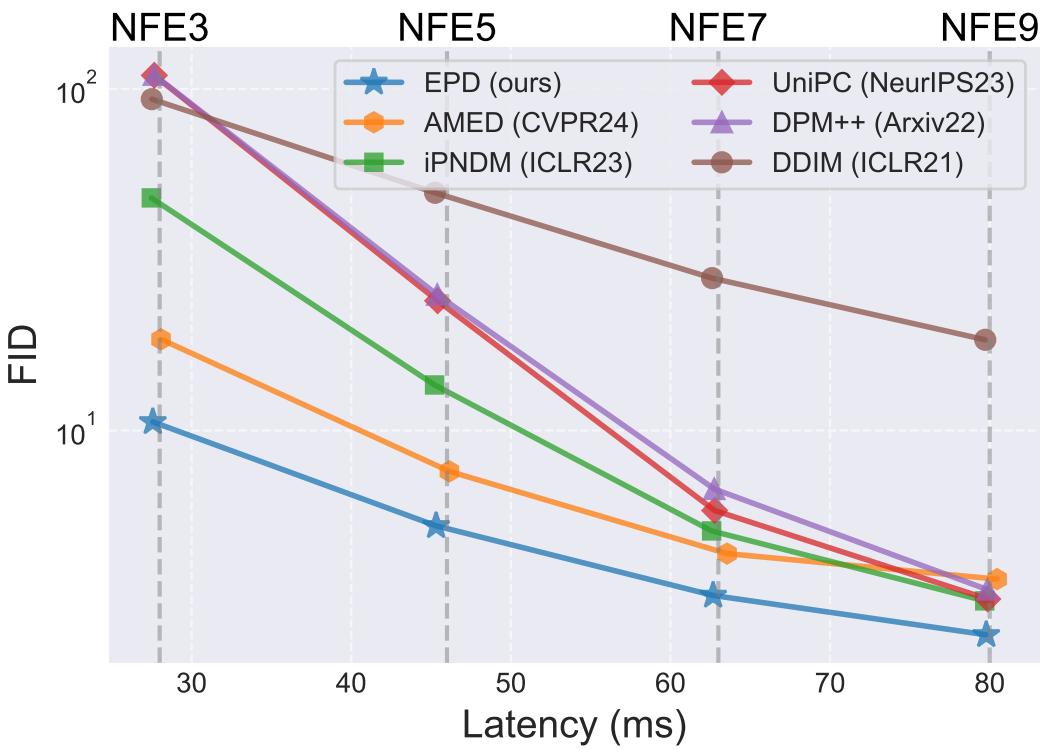 NFE3 NFE5 NFE7 NFE9
EPD (ours) UniPC (NeurIPS23)
AMED (CVPR24) DPM++ (Arxiv22)
iPNDM (ICLR23) DDIM (ICLR21)
10²
10¹
FID
30 40 50 60 70 80
Latency (ms)